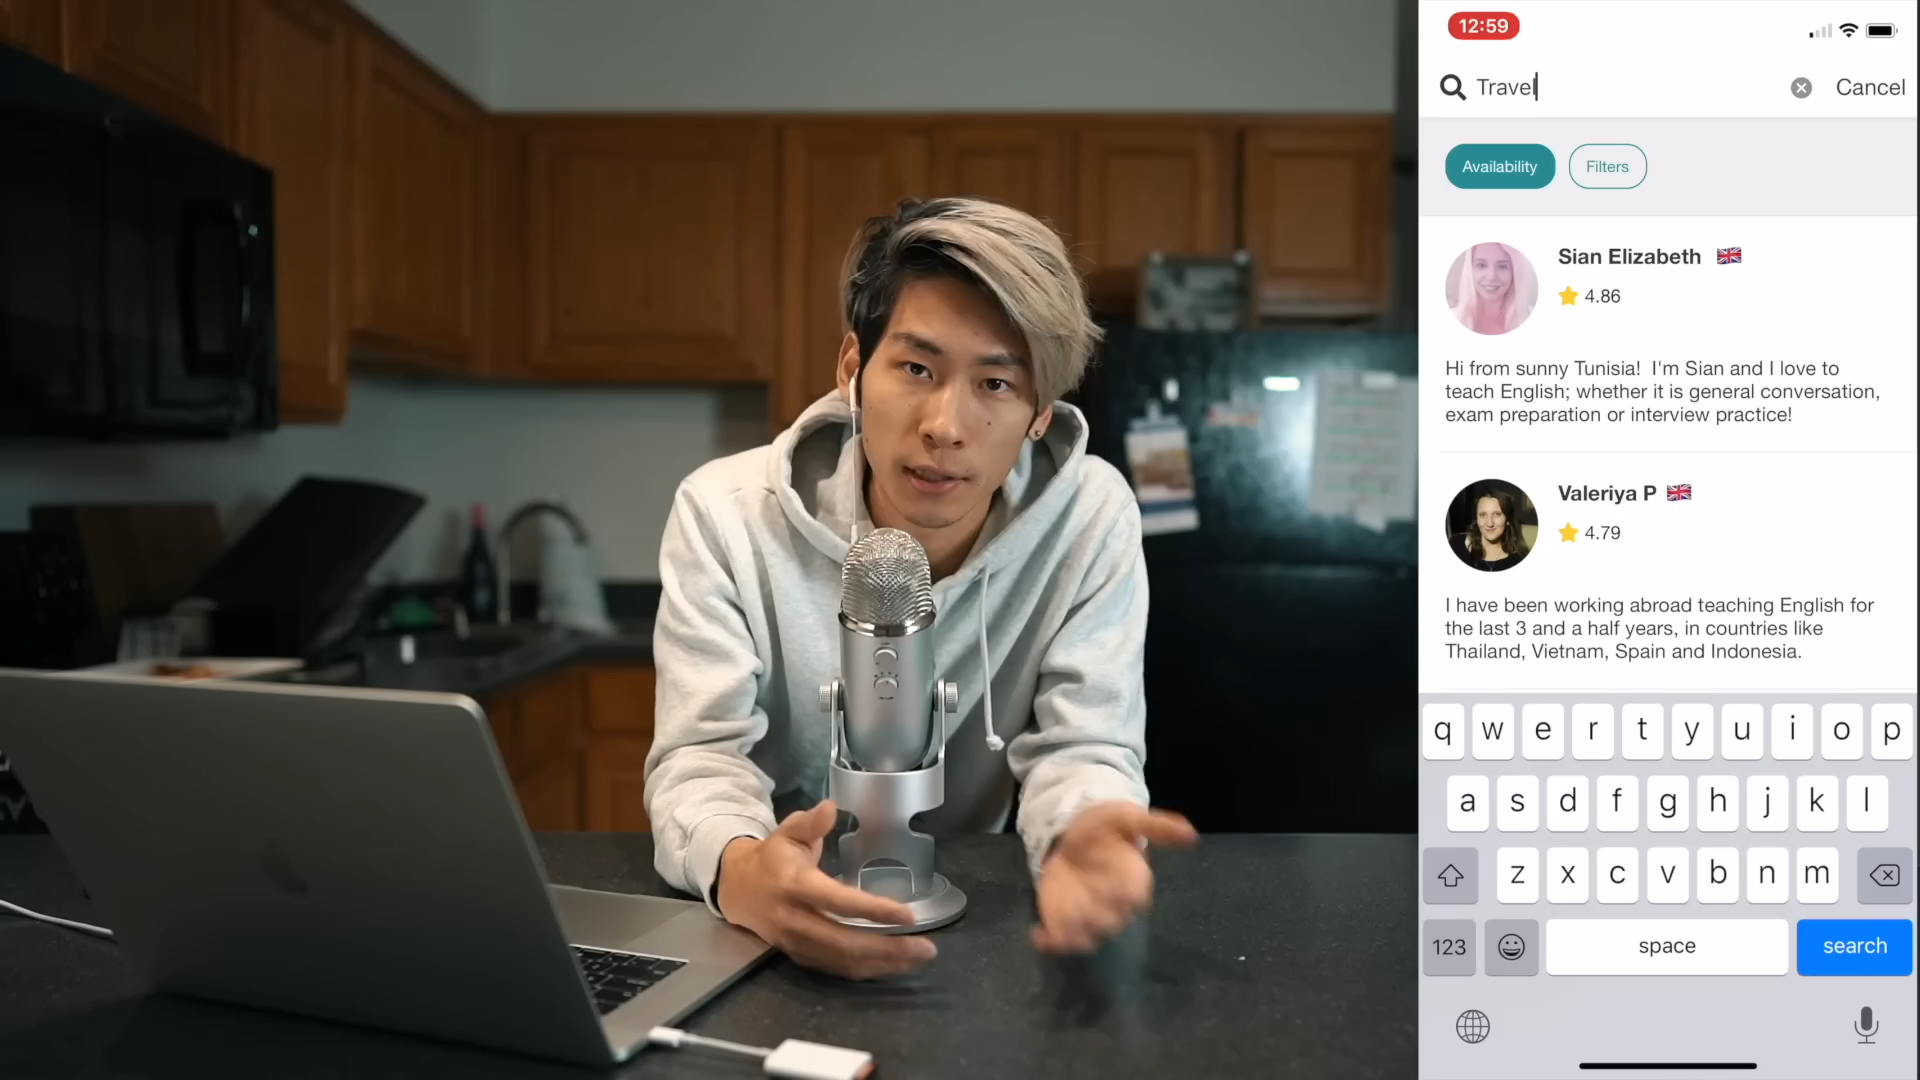 12:59
Travel
Cancel
Availability
Filters
Sian Elizabeth
4.86
Hi from sunny Tunisia! I'm Sian and I love to
teach English; whether it is general conversation,
exam preparation or interview practice!
Valeriya P
4.79
I have been working abroad teaching English for
the last 3 and a half years, in countries like
Thailand, Vietnam, Spain and Indonesia.
q w e r t y u i o p
a s d f g h j k l
z x c v b n m
123
space
search